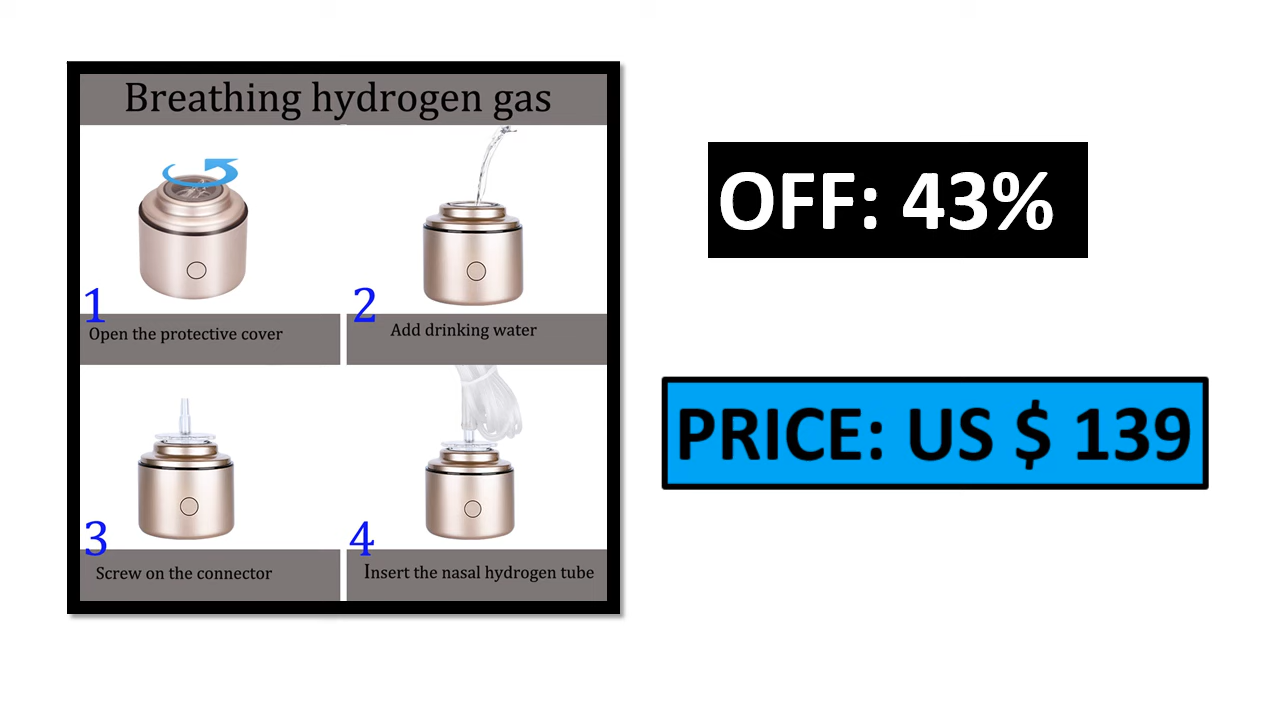 Breathing hydrogen gas
1
Open the protective cover
2
Add drinking water
3
Screw on the connector
4
Insert the nasal hydrogen tube
OFF: 43%
PRICE: US $ 139